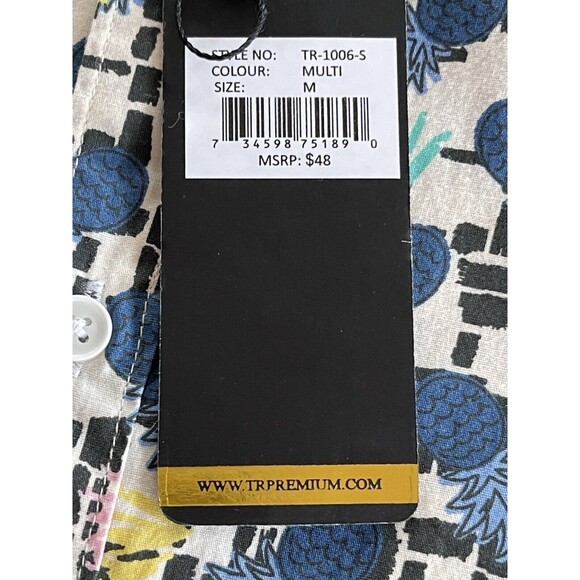 STYLE NO: TR-1006-S
COLOUR: MULTI
SIZE: M
7 34598 75189 0
MSRP: $48
WWW.TRPREMIUM.COM